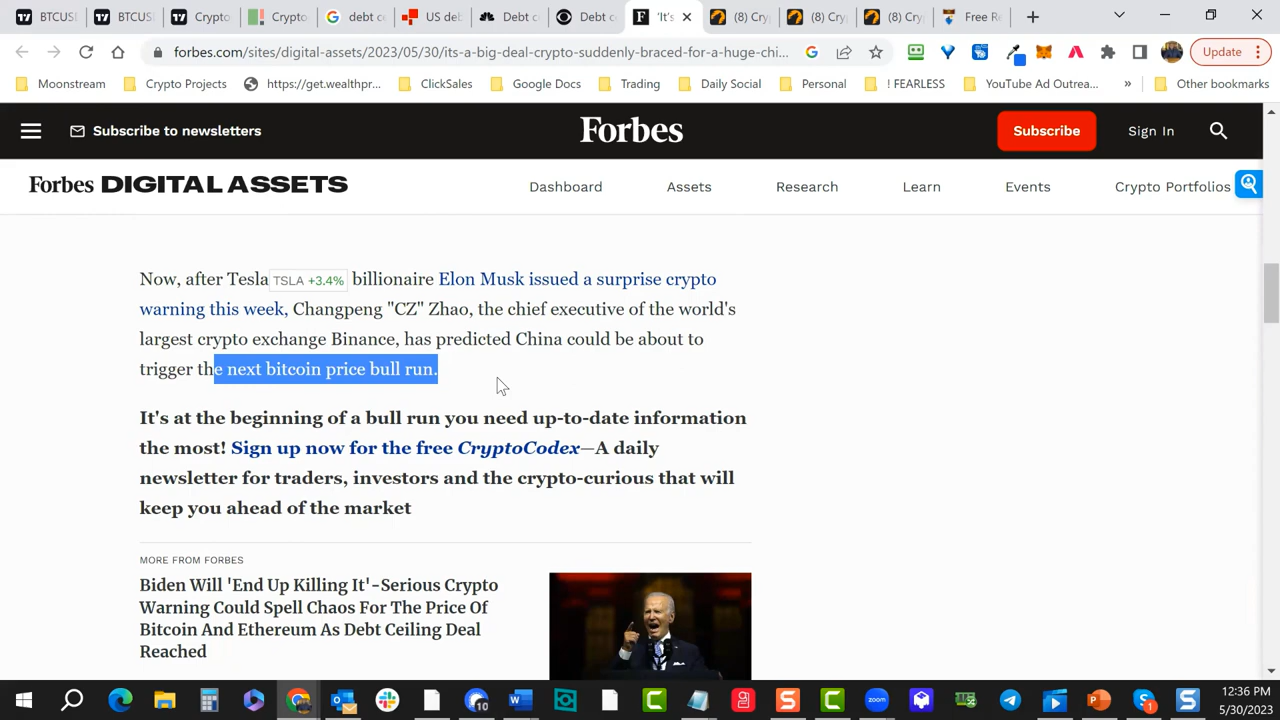 BTCUS
BTCUS
Crypto
Crypto
debt c
US deb
Debt c
Debt c
'It's
(8) Cry
(8) Cry
(8) Cry
Free Re
forbes.com/sites/digital-assets/2023/05/30/its-a-big-deal-crypto-suddenly-braced-for-a-huge-chi...
Update
Moonstream
Crypto Projects
https://get.wealthpr...
ClickSales
Google Docs
Trading
Daily Social
Personal
! FEARLESS
YouTube Ad Outrea...
»
Other bookmarks
Subscribe to newsletters
Forbes
Subscribe
Sign In
Forbes DIGITAL ASSETS
Dashboard
Assets
Research
Learn
Events
Crypto Portfolios
Now, after Tesla TSLA +3.4% billionaire Elon Musk issued a surprise crypto
warning this week, Changpeng "CZ" Zhao, the chief executive of the world's
largest crypto exchange Binance, has predicted China could be about to
trigger the next bitcoin price bull run.
It's at the beginning of a bull run you need up-to-date information
the most! Sign up now for the free CryptoCodex—A daily
newsletter for traders, investors and the crypto-curious that will
keep you ahead of the market
MORE FROM FORBES
Biden Will 'End Up Killing It'-Serious Crypto
Warning Could Spell Chaos For The Price Of
Bitcoin And Ethereum As Debt Ceiling Deal
Reached
12:36 PM
5/30/2023